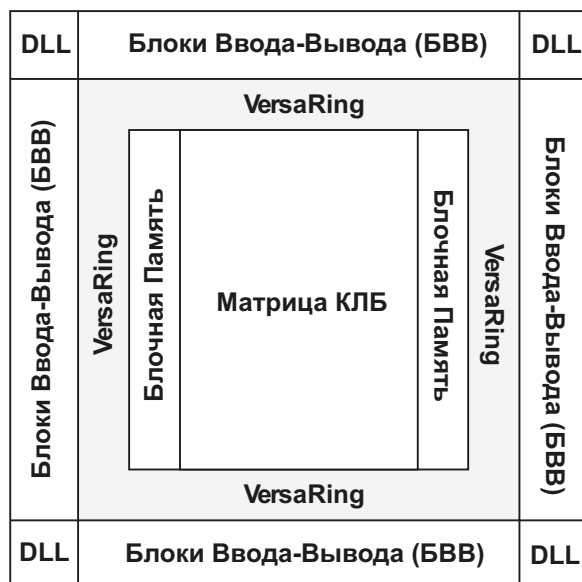 DLL
Блоки Ввода-Вывода (БВВ)
DLL
VersaRing
Блоки Ввода-Вывода (БВВ)
VersaRing
Блочная Память
Матрица КЛБ
Блочная Память
VersaRing
Блоки Ввода-Вывода (БВВ)
VersaRing
DLL
Блоки Ввода-Вывода (БВВ)
DLL